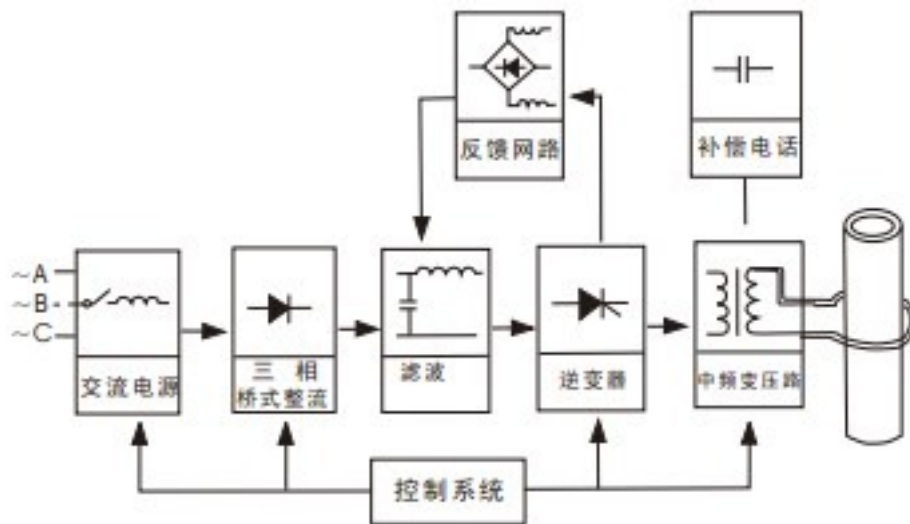 反馈网路
补偿电话
~A
~B
~C
交流电源
三 相
桥式整流
滤波
逆变器
中频变压路
控制系统